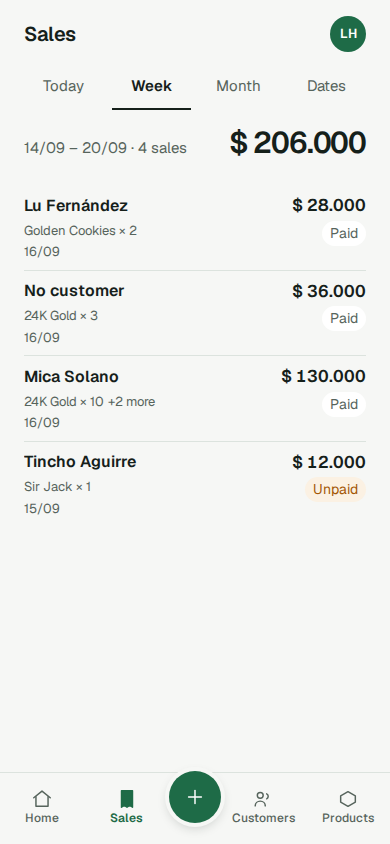 Sales
LH
Today Week Month Dates
14/09 – 20/09 · 4 sales $ 206.000
Lu Fernández $ 28.000
Golden Cookies × 2 Paid
16/09
No customer $ 36.000
24K Gold × 3 Paid
16/09
Mica Solano $ 130.000
24K Gold × 10 +2 more Paid
16/09
Tincho Aguirre $ 12.000
Sir Jack × 1 Unpaid
15/09
Home Sales Customers Products